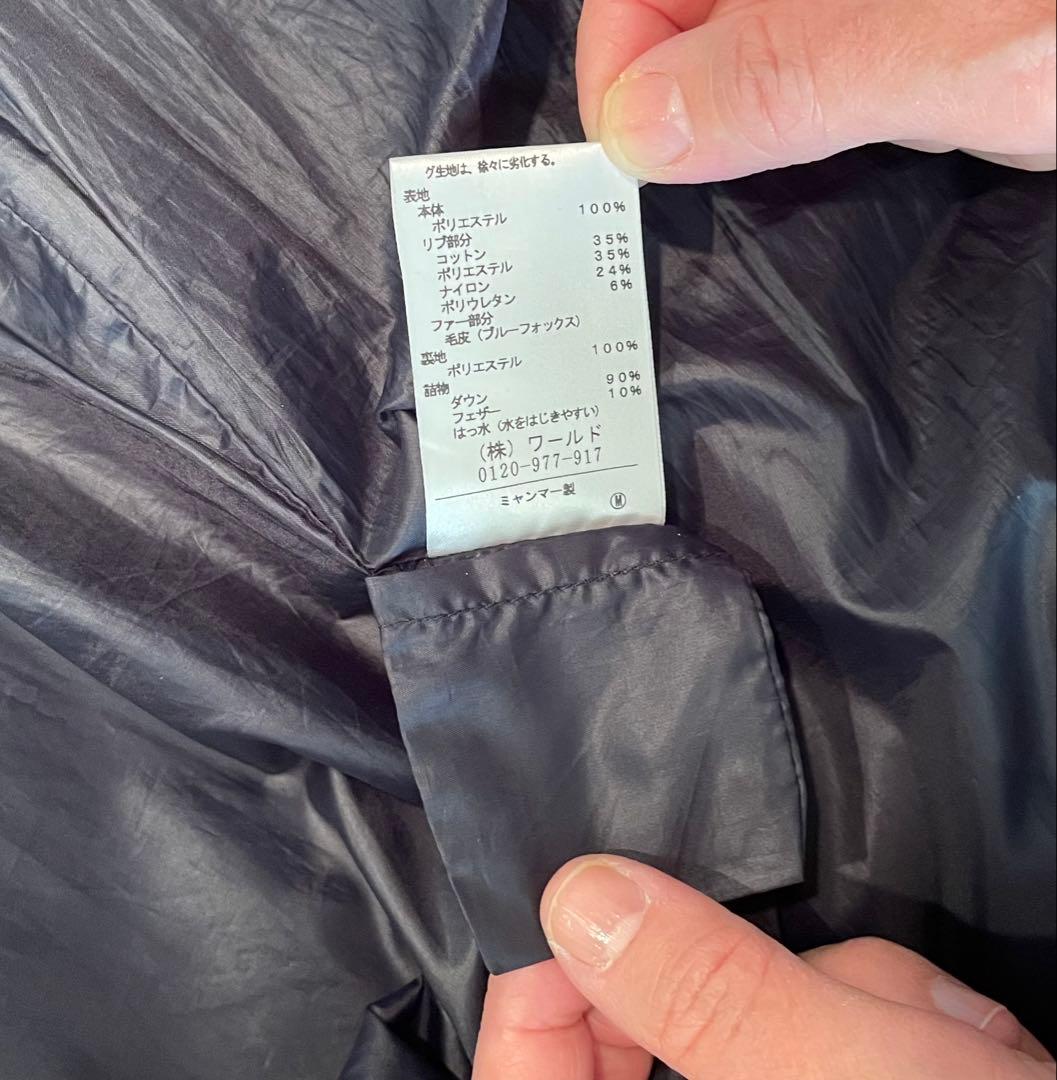 グ生地は、徐々に劣化する。
表地
本体
ポリエステル 100%
リブ部分
コットン 35%
ポリエステル 35%
ナイロン 24%
ポリウレタン 6%
ファー部分
毛皮（ブルーフォックス）
裏地
ポリエステル 100%
詰物
ダウン 90%
フェザー 10%
はっ水（水をはじきやすい）
（株）ワールド
0120-977-917
ミャンマー製
M